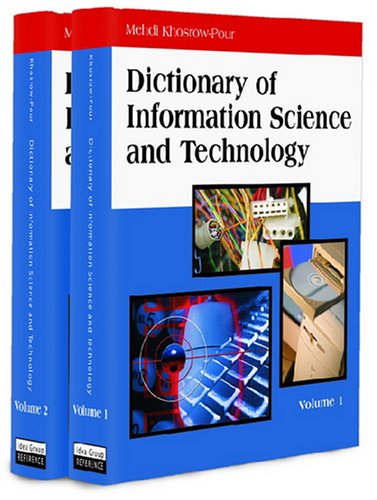 Mehdi Khosrow-Pour
Dictionary of
Information Science
and Technology
Volume 1
Khosrow-Pour
Dictionary of Information Science and Technology
Volume 1
Idea Group
REFERENCE
Khosrow-Pour
Dictionary of Information Science and Technology
Volume 2
Idea Group
REFERENCE
M